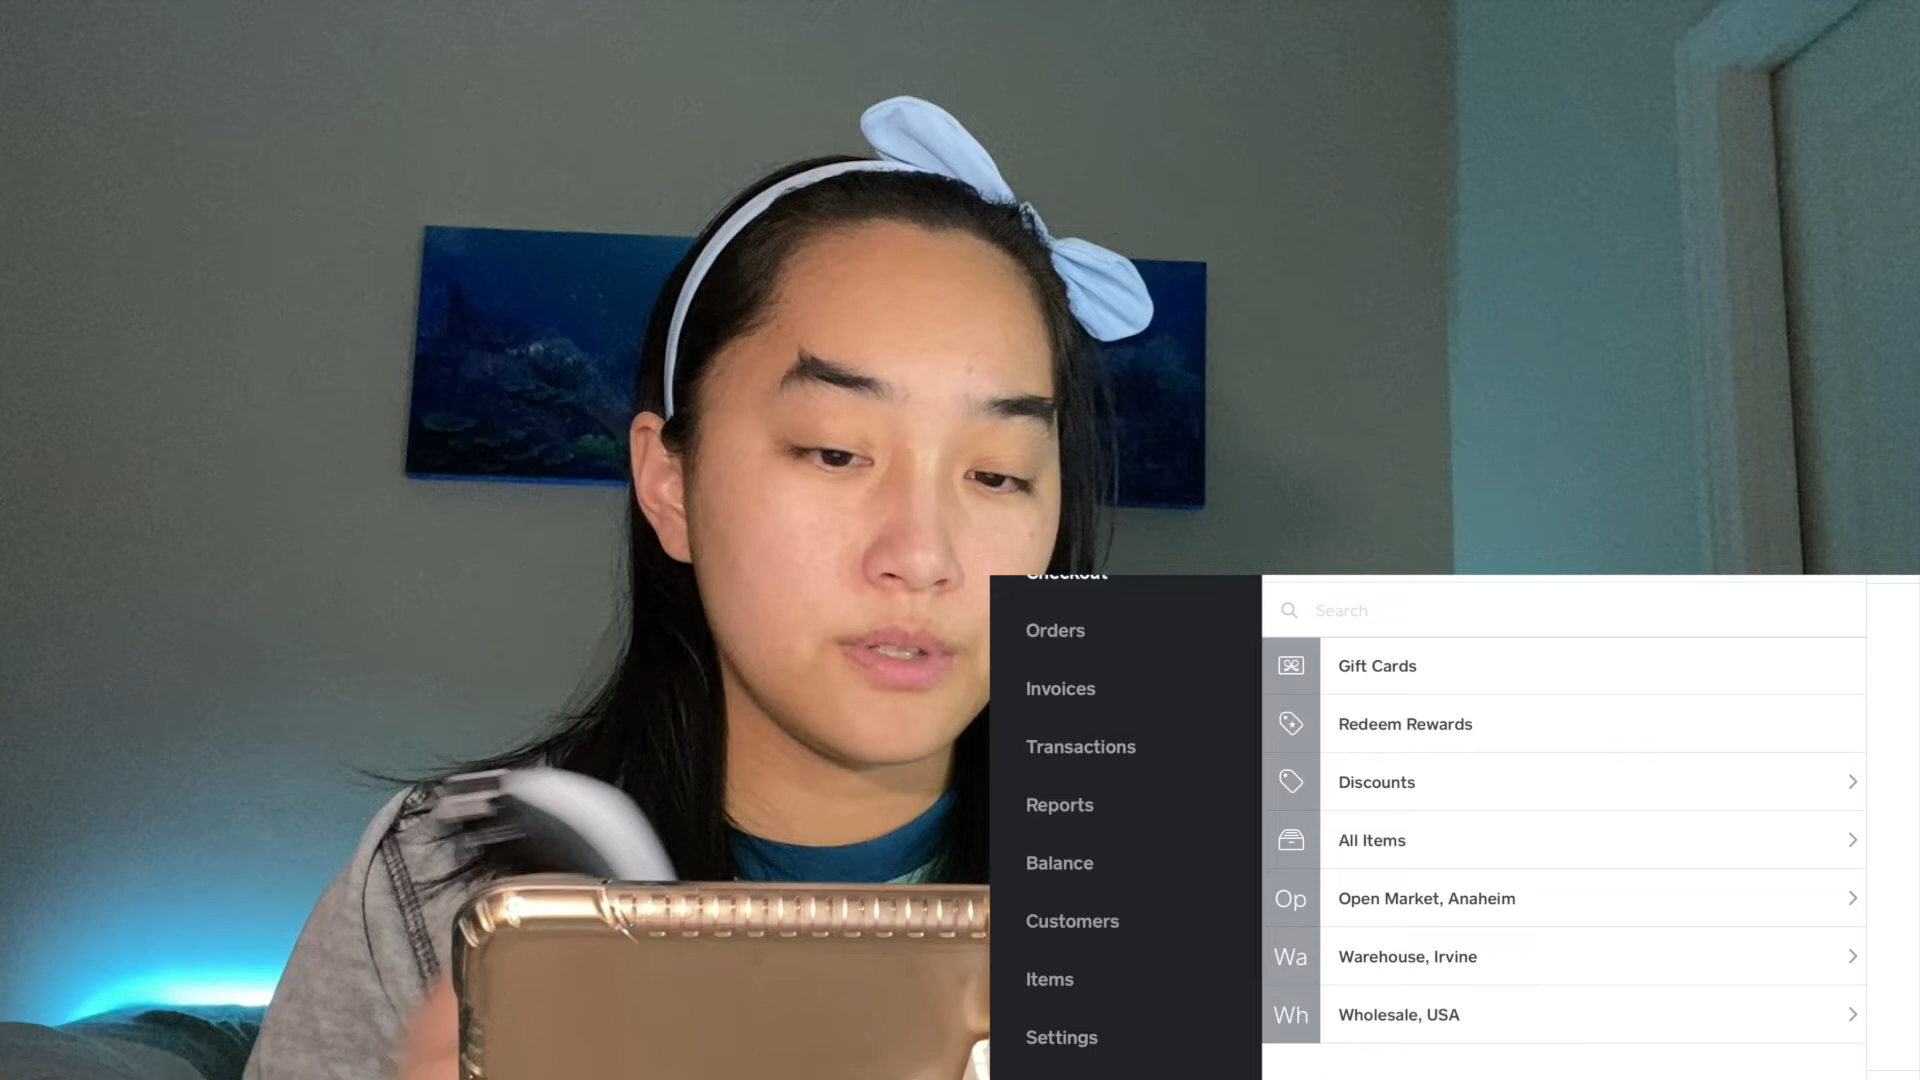 Checkout
Orders
Invoices
Transactions
Reports
Balance
Customers
Items
Settings
Search
Gift Cards
Redeem Rewards
Discounts
All Items
Op Open Market, Anaheim
Wa Warehouse, Irvine
Wh Wholesale, USA